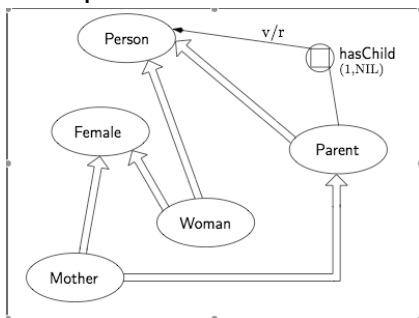 Person
v/r
hasChild
(1,NIL)
Female
Parent
Woman
Mother